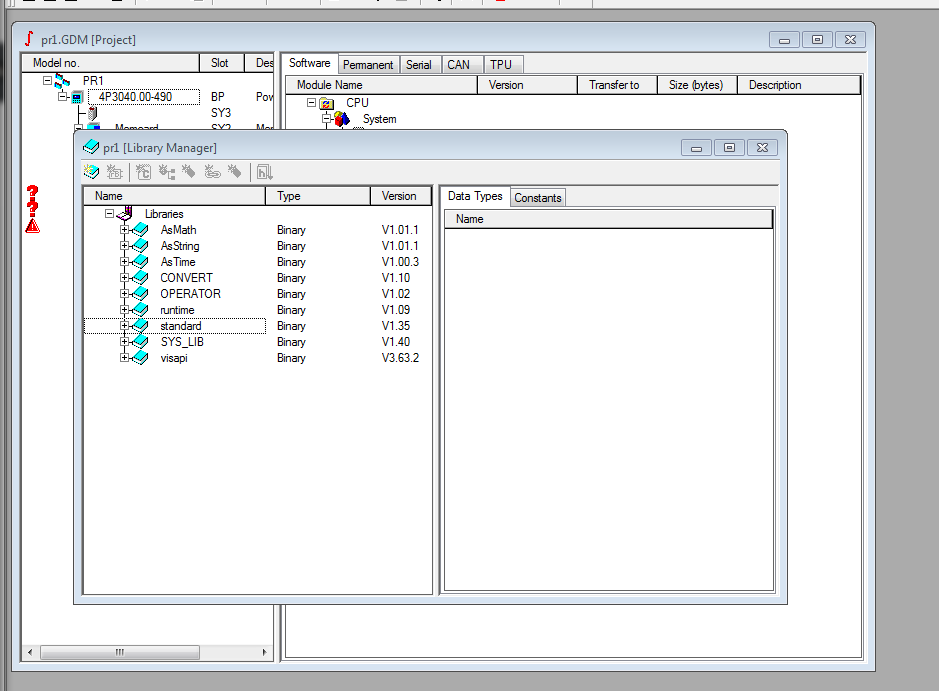 pr1.GDM [Project]
Model no. Slot Des
PR1
4P3040.00-490 BP Pow
SY3
Memcard SY2 Mem
Software Permanent Serial CAN TPU
Module Name Version Transfer to Size (bytes) Description
CPU
System
pr1 [Library Manager]
Name Type Version
Libraries
AsMath Binary V1.01.1
AsString Binary V1.01.1
AsTime Binary V1.00.3
CONVERT Binary V1.10
OPERATOR Binary V1.02
runtime Binary V1.09
standard Binary V1.35
SYS_LIB Binary V1.40
visapi Binary V3.63.2
Data Types Constants
Name